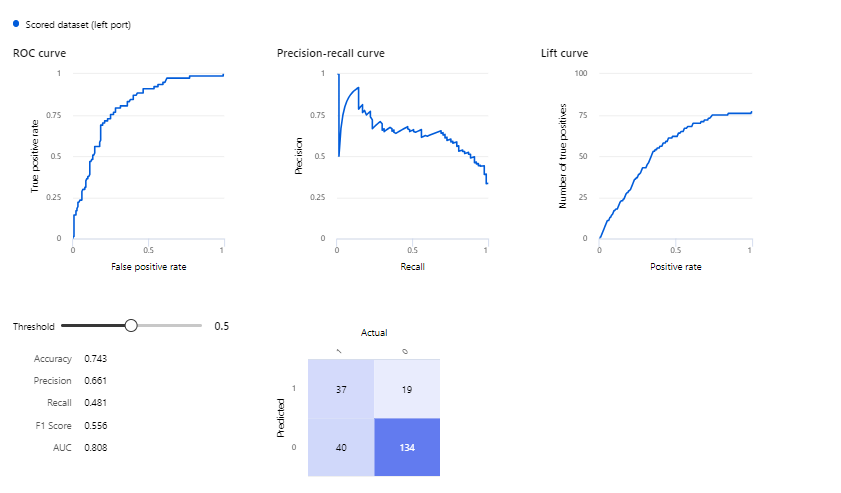 Scored dataset (left port)
ROC curve
Precision-recall curve
Lift curve
True positive rate
1
0.75
0.5
0.25
0
0
0.5
1
False positive rate
Precision
1
0.75
0.5
0.25
0
0
0.5
1
Recall
Number of true positives
100
75
50
25
0
0
0.5
1
Positive rate
Threshold
0.5
Accuracy 0.743
Precision 0.661
Recall 0.481
F1 Score 0.556
AUC 0.808
Actual
1 0
Predicted
1 37 19
0 40 134